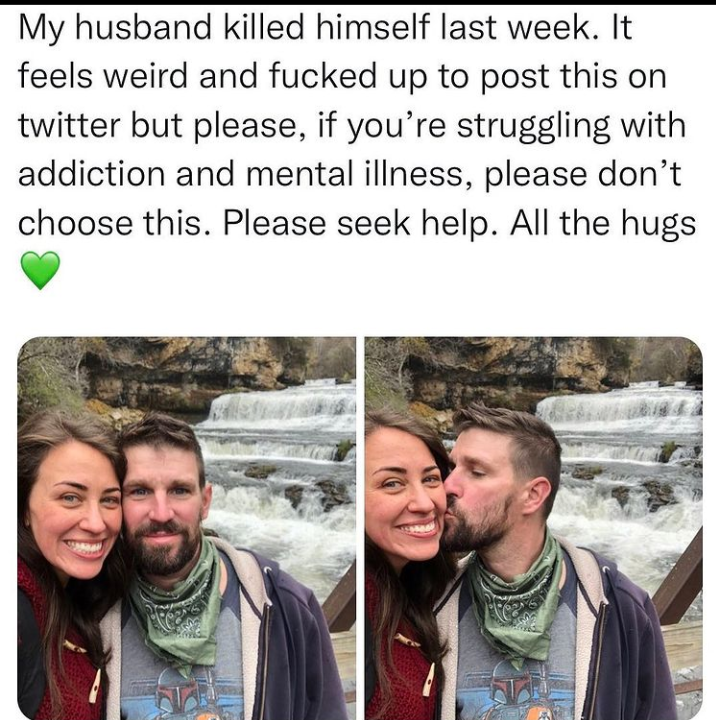 My husband killed himself last week. It
feels weird and fucked up to post this on
twitter but please, if you’re struggling with
addiction and mental illness, please don’t
choose this. Please seek help. All the hugs
💚